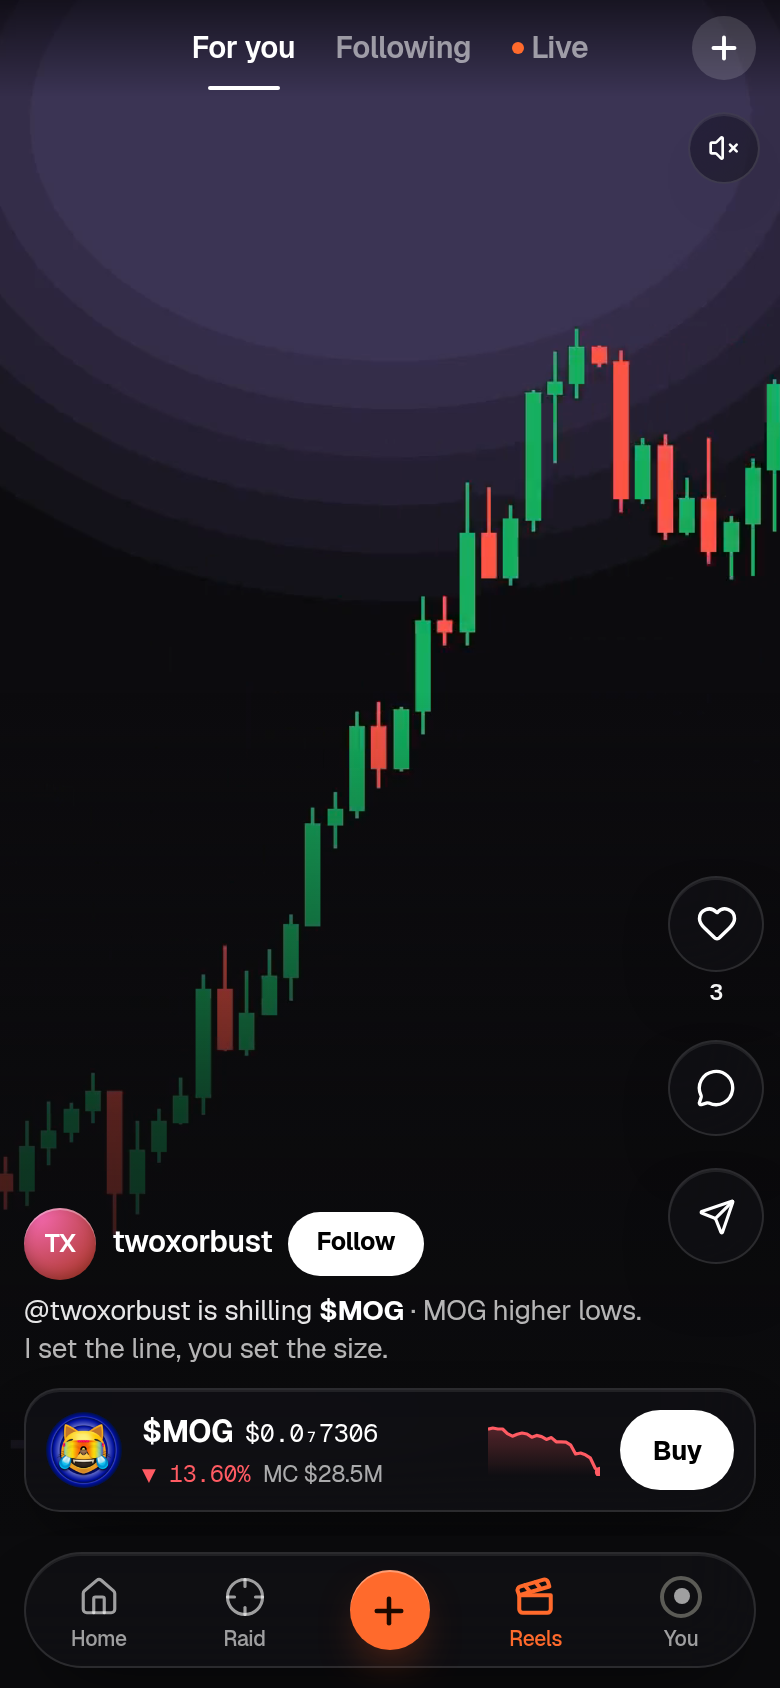 For you Following Live
3
TX twoxorbust Follow
@twoxorbust is shilling $MOG · MOG higher lows.
I set the line, you set the size.
$MOG $0.0₇7306 Buy
▼ 13.60% MC $28.5M
Home Raid Reels You